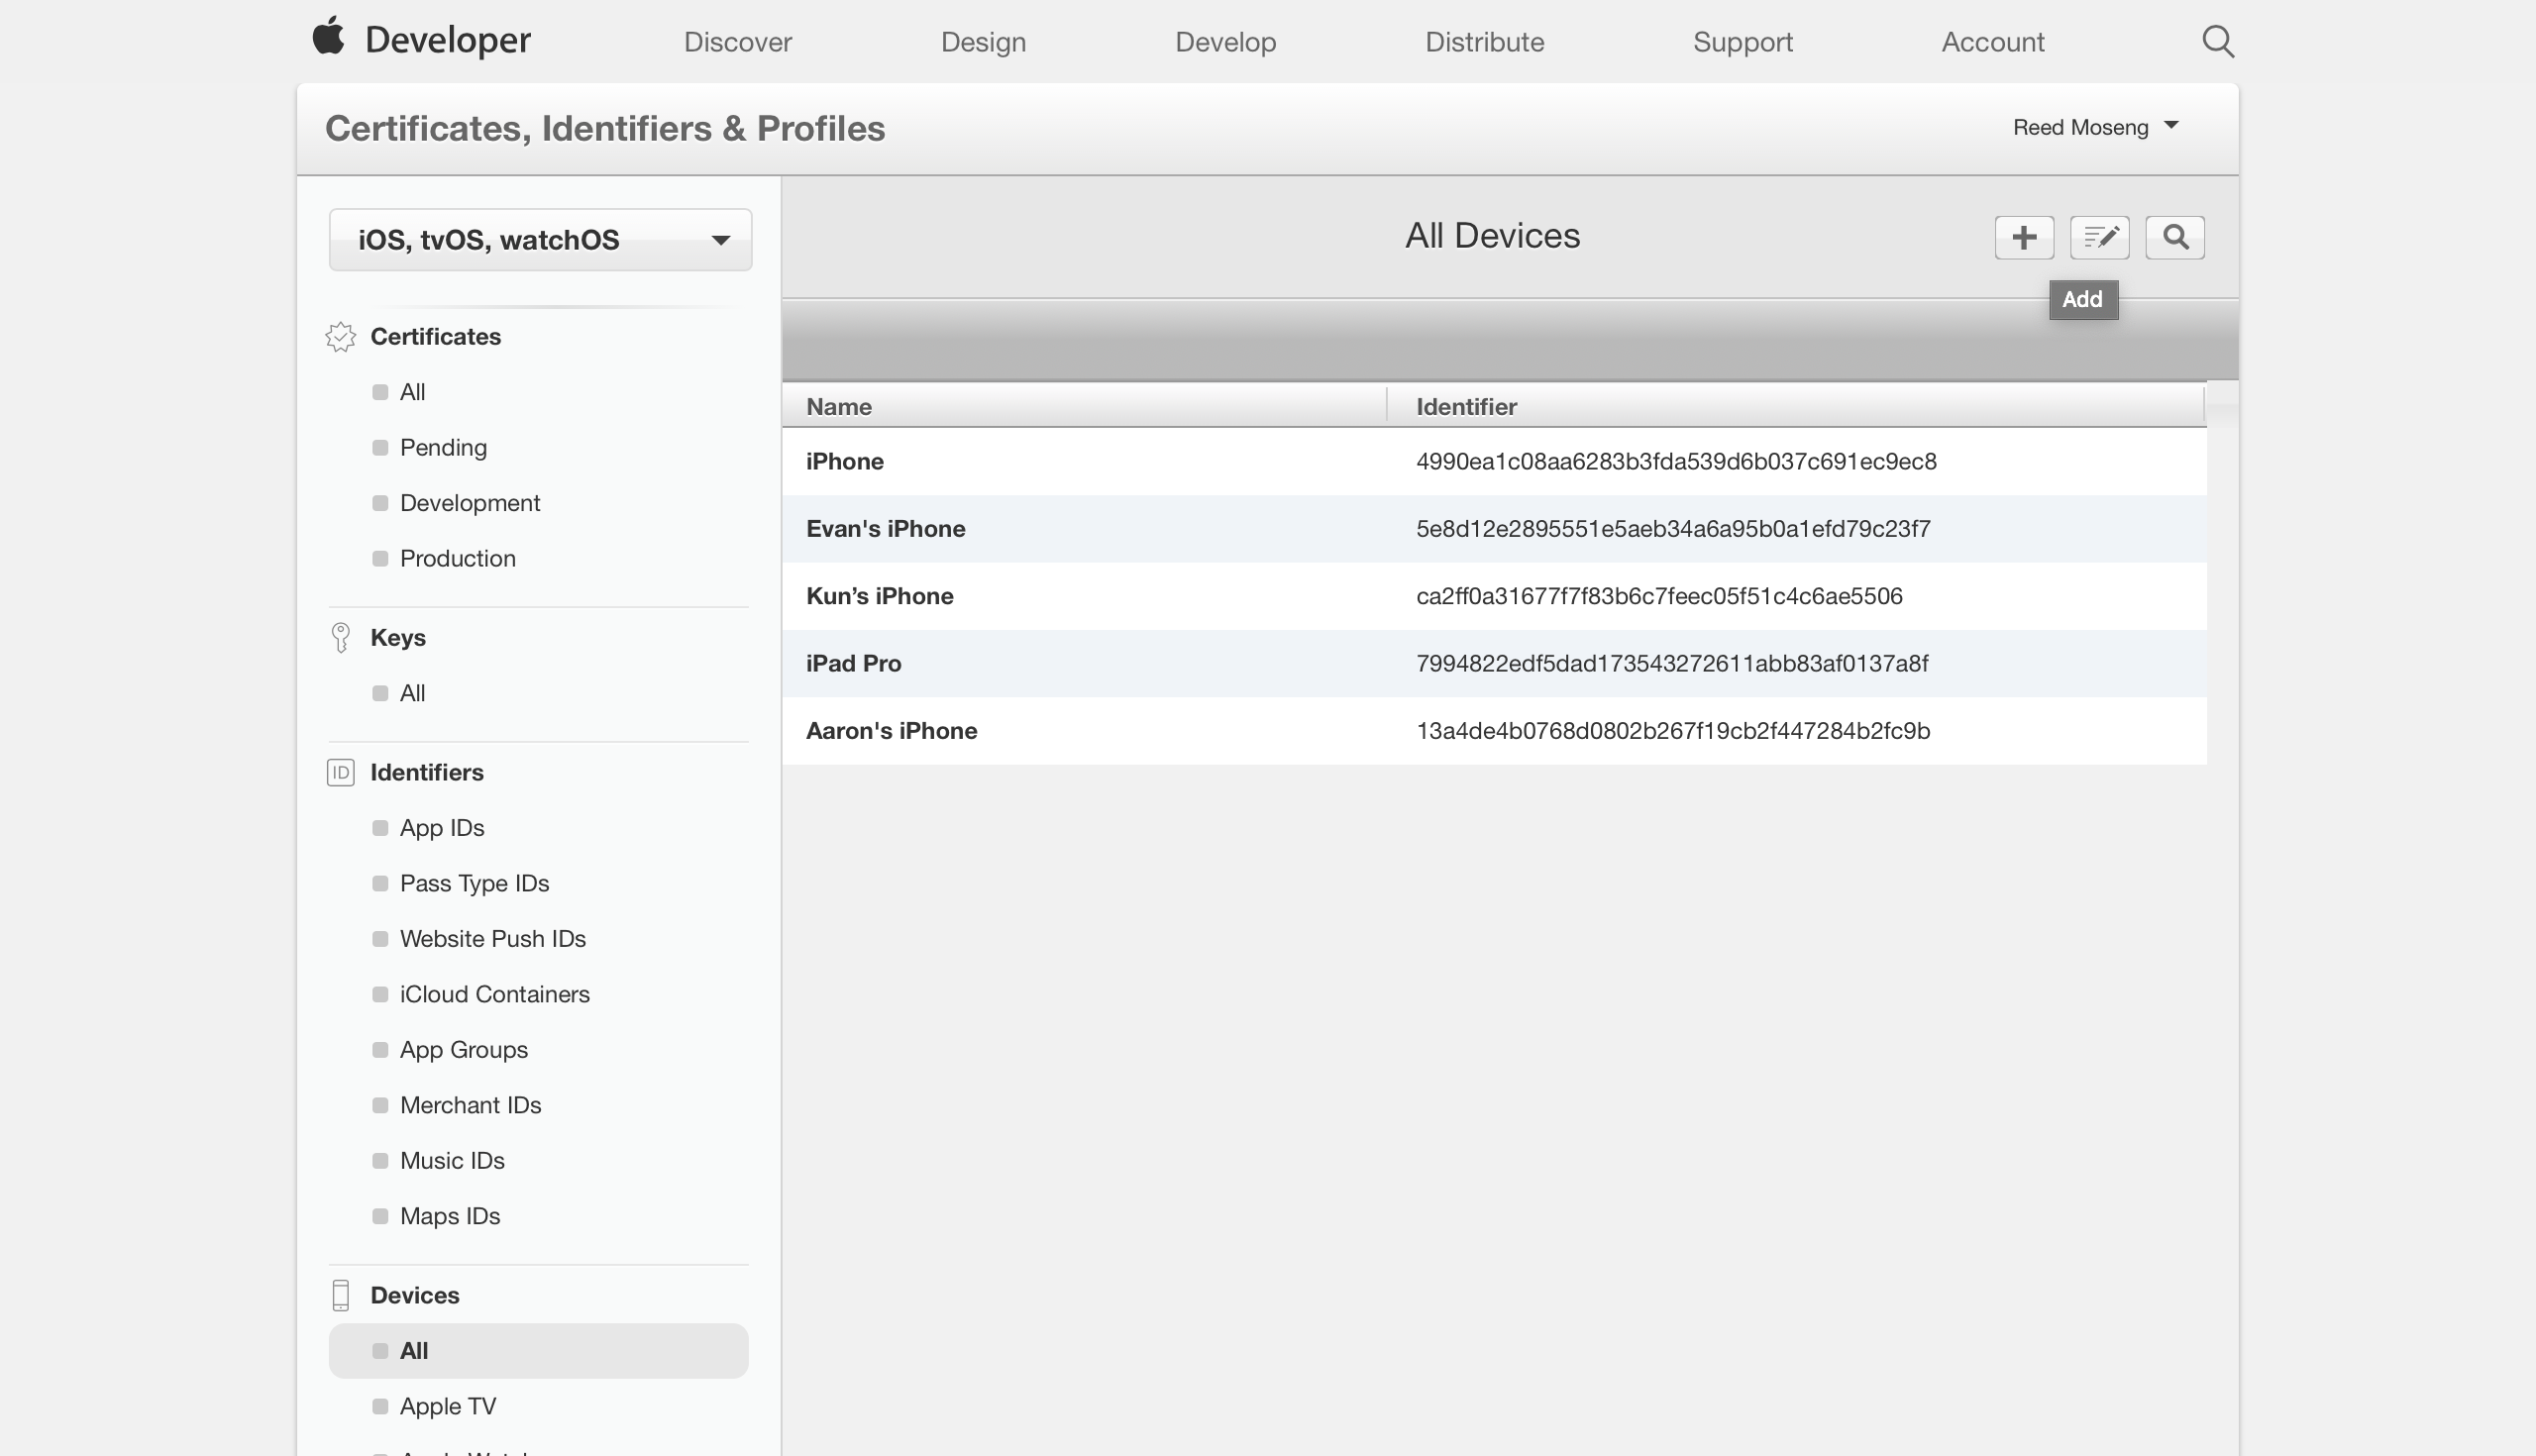 Developer
Discover
Design
Develop
Distribute
Support
Account
Certificates, Identifiers & Profiles
Reed Moseng
iOS, tvOS, watchOS
Certificates
All
Pending
Development
Production
Keys
All
ID
Identifiers
App IDs
Pass Type IDs
Website Push IDs
iCloud Containers
App Groups
Merchant IDs
Music IDs
Maps IDs
Devices
All
Apple TV
All Devices
Add
Name Identifier
iPhone 4990ea1c08aa6283b3fda539d6b037c691ec9ec8
Evan's iPhone 5e8d12e2895551e5aeb34a6a95b0a1efd79c23f7
Kun’s iPhone ca2ff0a31677f7f83b6c7feec05f51c4c6ae5506
iPad Pro 7994822edf5dad173543272611abb83af0137a8f
Aaron's iPhone 13a4de4b0768d0802b267f19cb2f447284b2fc9b